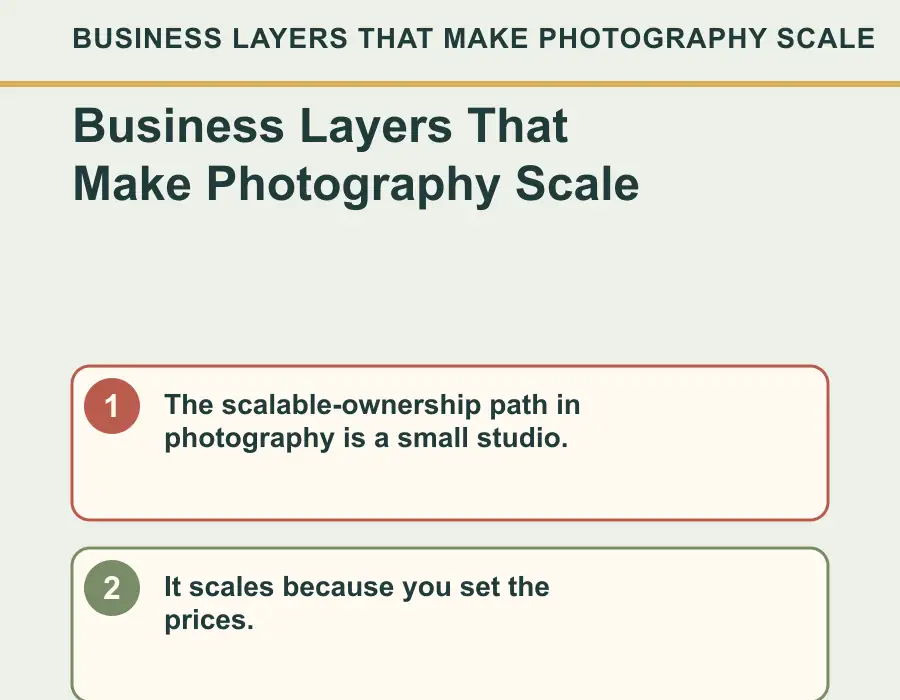 BUSINESS LAYERS THAT MAKE PHOTOGRAPHY SCALE
Business Layers That
Make Photography Scale
1
The scalable-ownership path in
photography is a small studio.
2
It scales because you set the
prices.